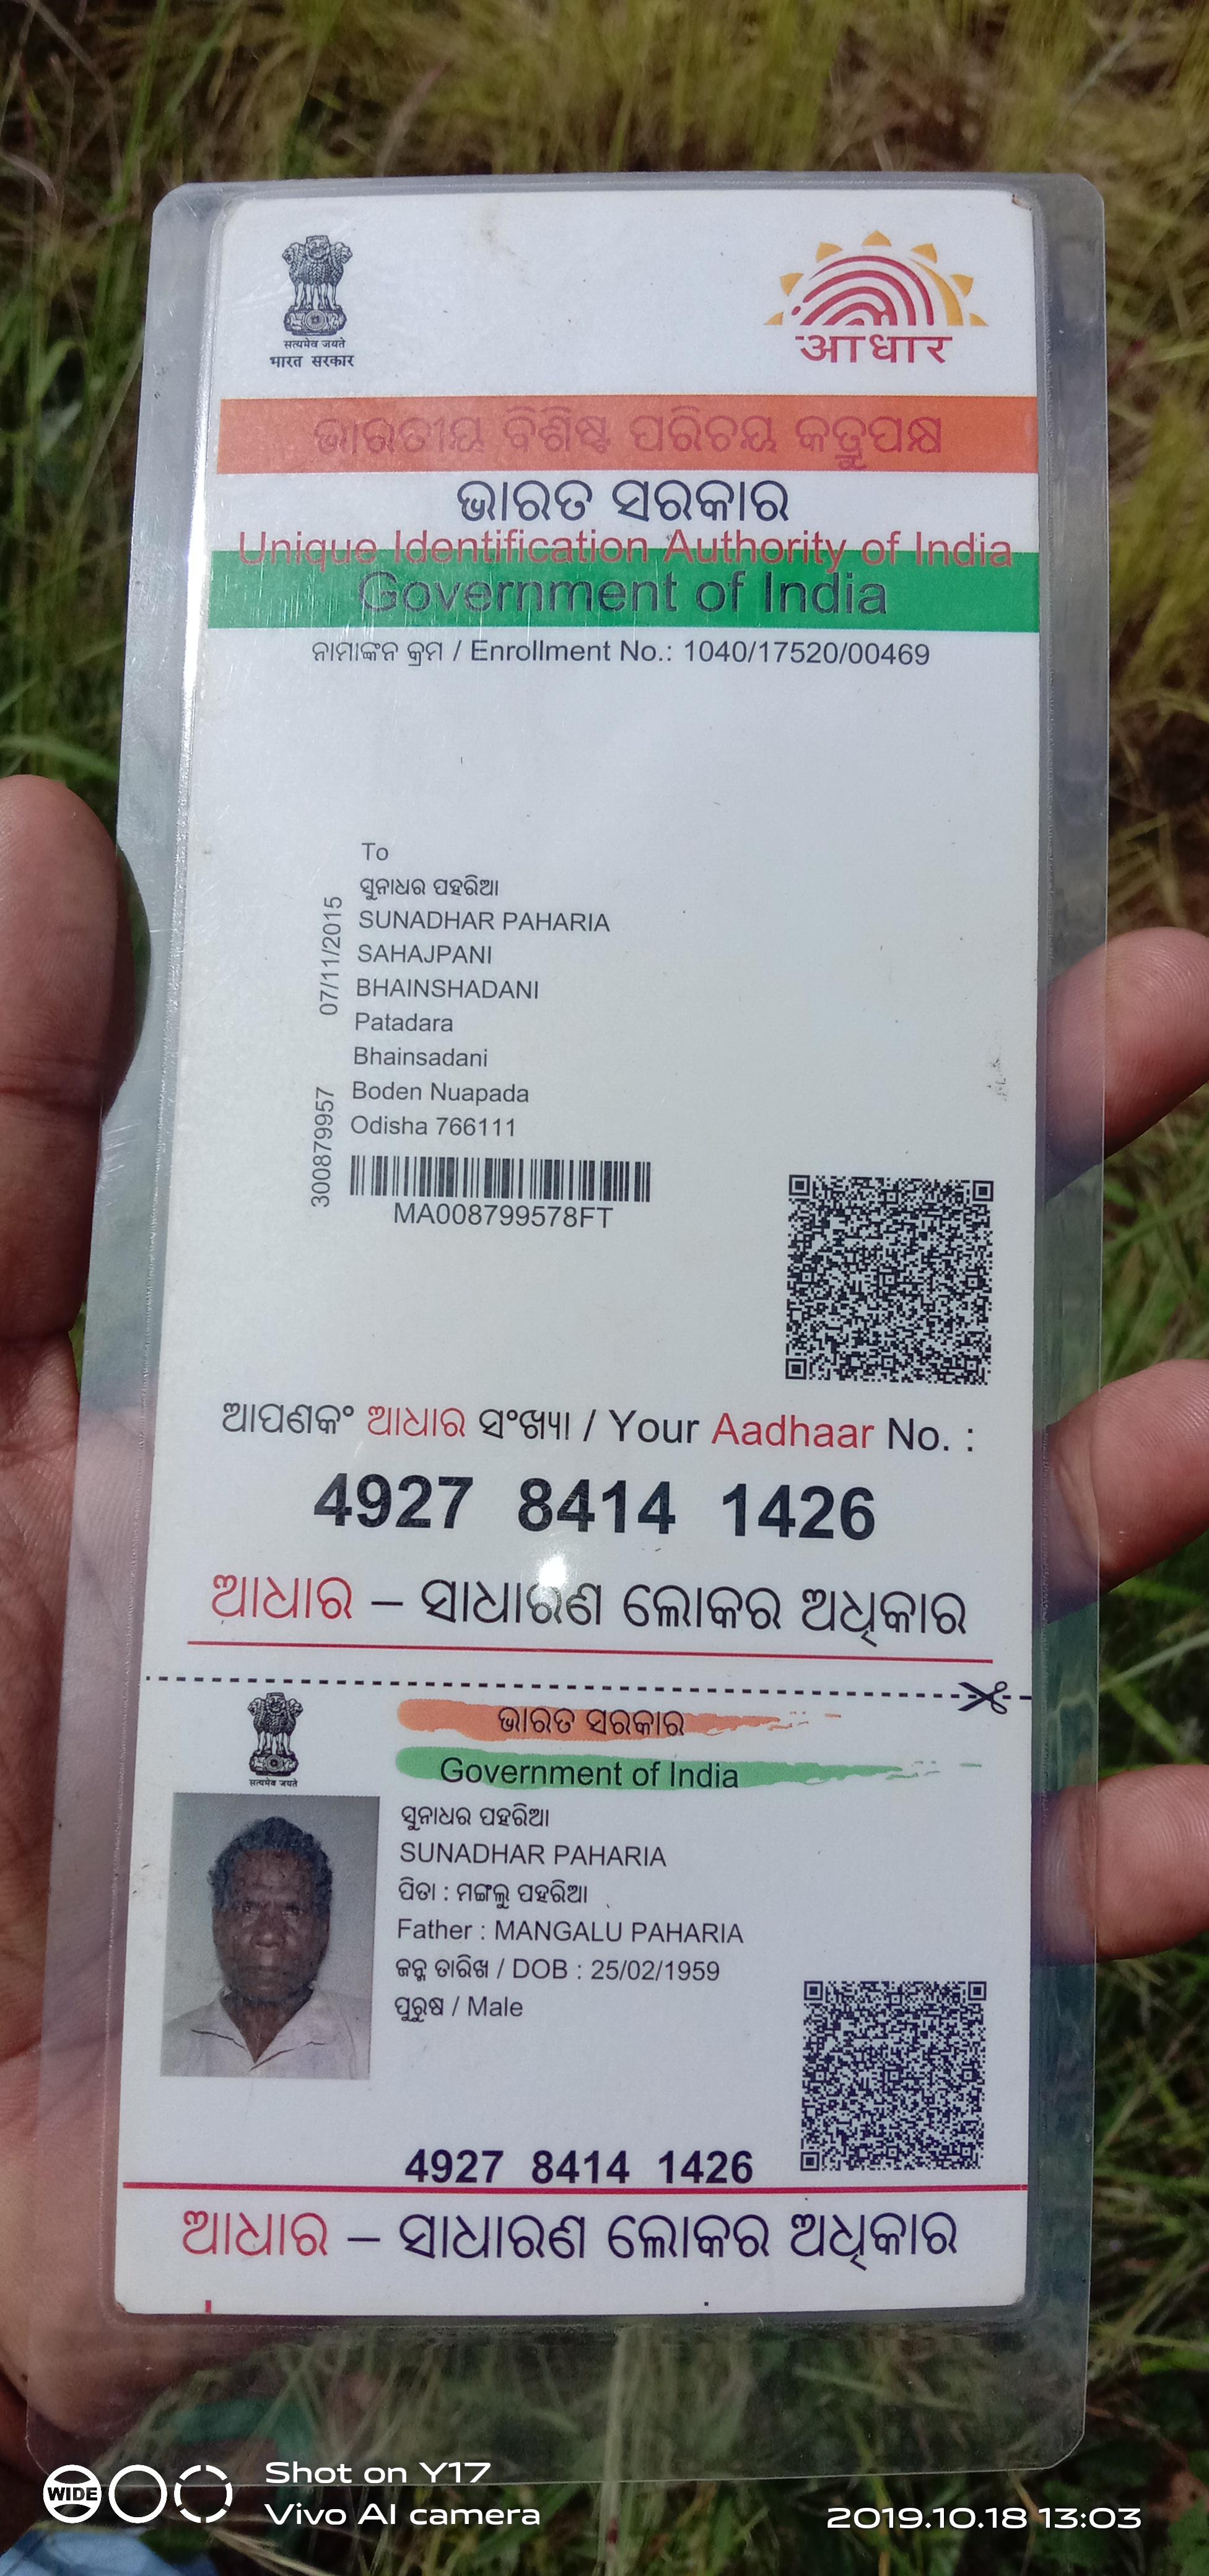 सत्यमेव जयते
भारत सरकार
आधार
ଭାରତୀୟ ବିଶିଷ୍ଟ ପରିଚୟ କତ୍ତୃପକ୍ଷ
ଭାରତ ସରକାର
Unique Identification Authority of India
Government of India
ନାମାଙ୍କନ କ୍ରମ / Enrollment No.: 1040/17520/00469
To
ସୁନାଧର ପହରିଆ
SUNADHAR PAHARIA
SAHAJPANI
BHAINSHADANI
Patadara
Bhainsadani
Boden Nuapada
Odisha 766111
07/11/2015
300879957
MA008799578FT
ଆପଣକଂ ଆଧାର ସଂଖ୍ୟା / Your Aadhaar No. :
4927 8414 1426
ଆଧାର – ସାଧାରଣ ଲୋକର ଅଧିକାର
सत्यमेव जयते
ଭାରତ ସରକାର
Government of India
ସୁନାଧର ପହରିଆ
SUNADHAR PAHARIA
ପିତା : ମଙ୍ଗଲୁ ପହରିଆ
Father : MANGALU PAHARIA
ଜନ୍ମ ତାରିଖ / DOB : 25/02/1959
ପୁରୁଷ / Male
4927 8414 1426
ଆଧାର – ସାଧାରଣ ଲୋକର ଅଧିକାର
WIDE
Shot on Y17
Vivo AI camera
2019.10.18 13:03